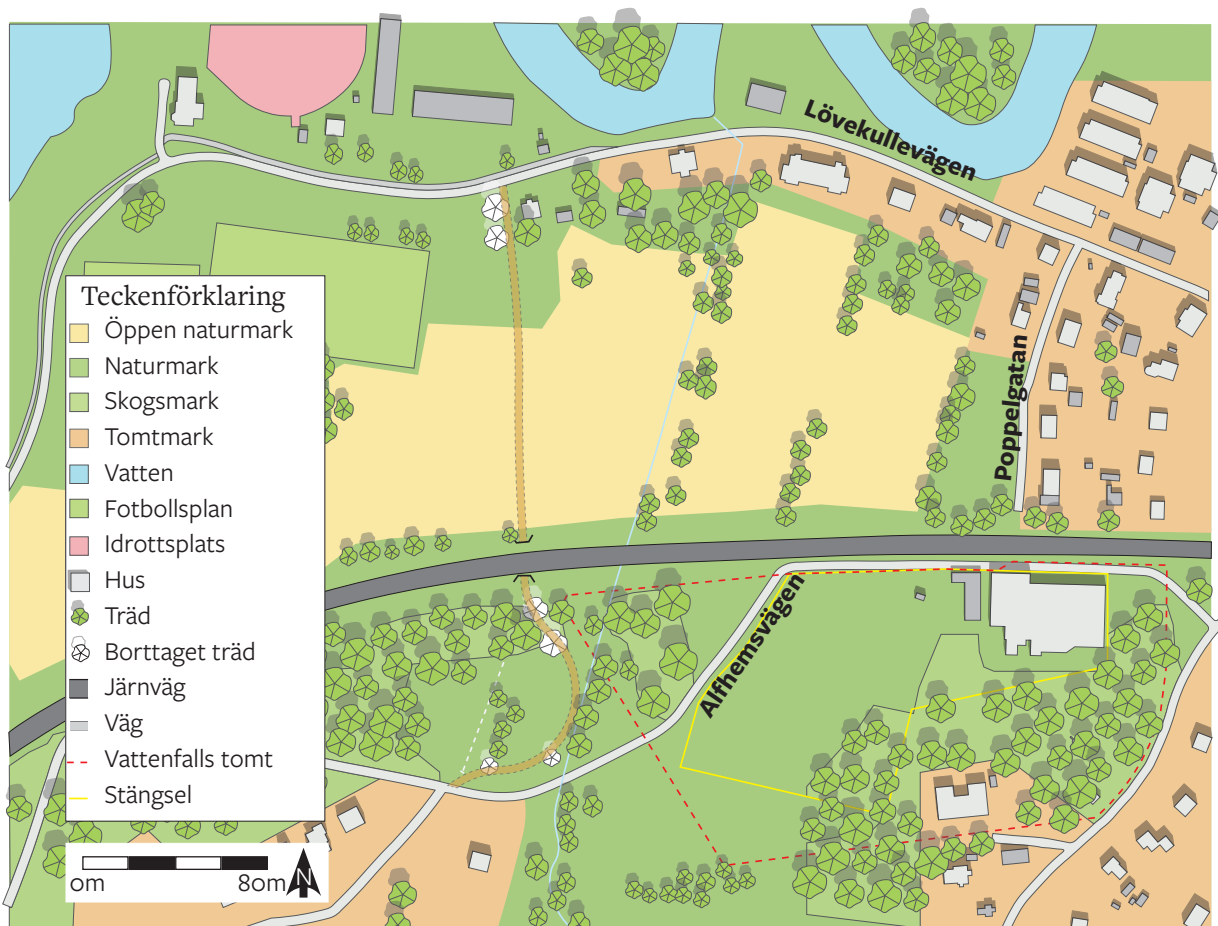 Lövekullevägen
Poppelgatan
Alfhemsvägen
Teckenförklaring
Öppen naturmark
Naturmark
Skogsmark
Tomtmark
Vatten
Fotbollsplan
Idrottsplats
Hus
Träd
Borttaget träd
Järnväg
Väg
Vattenfalls tomt
Stängsel
0m 80m
N